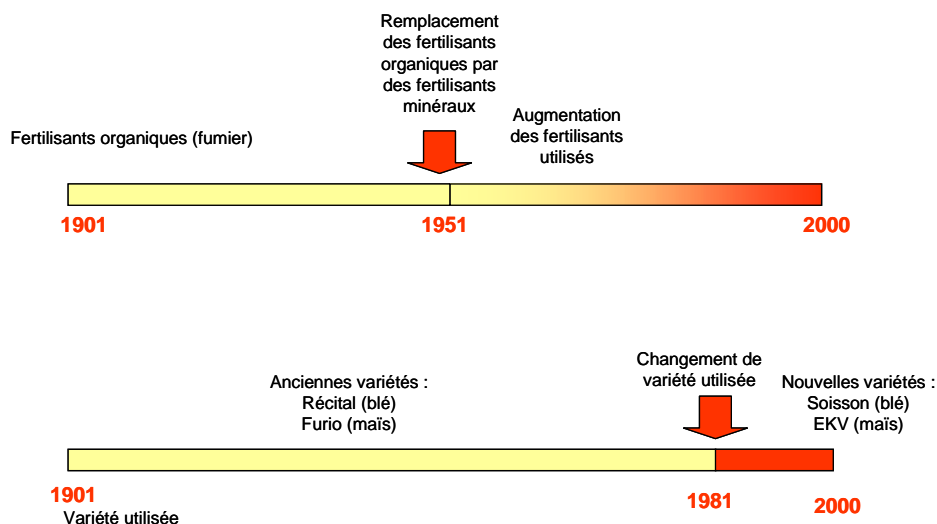 Remplacement
des fertilisants
organiques par
des fertilisants
minéraux
Fertilisants organiques (fumier)
Augmentation
des fertilisants
utilisés
1901
1951
2000
Anciennes variétés :
Récital (blé)
Furio (maïs)
Changement de
variété utilisée
Nouvelles variétés :
Soisson (blé)
EKV (maïs)
1901
1981
2000
Variété utilisée